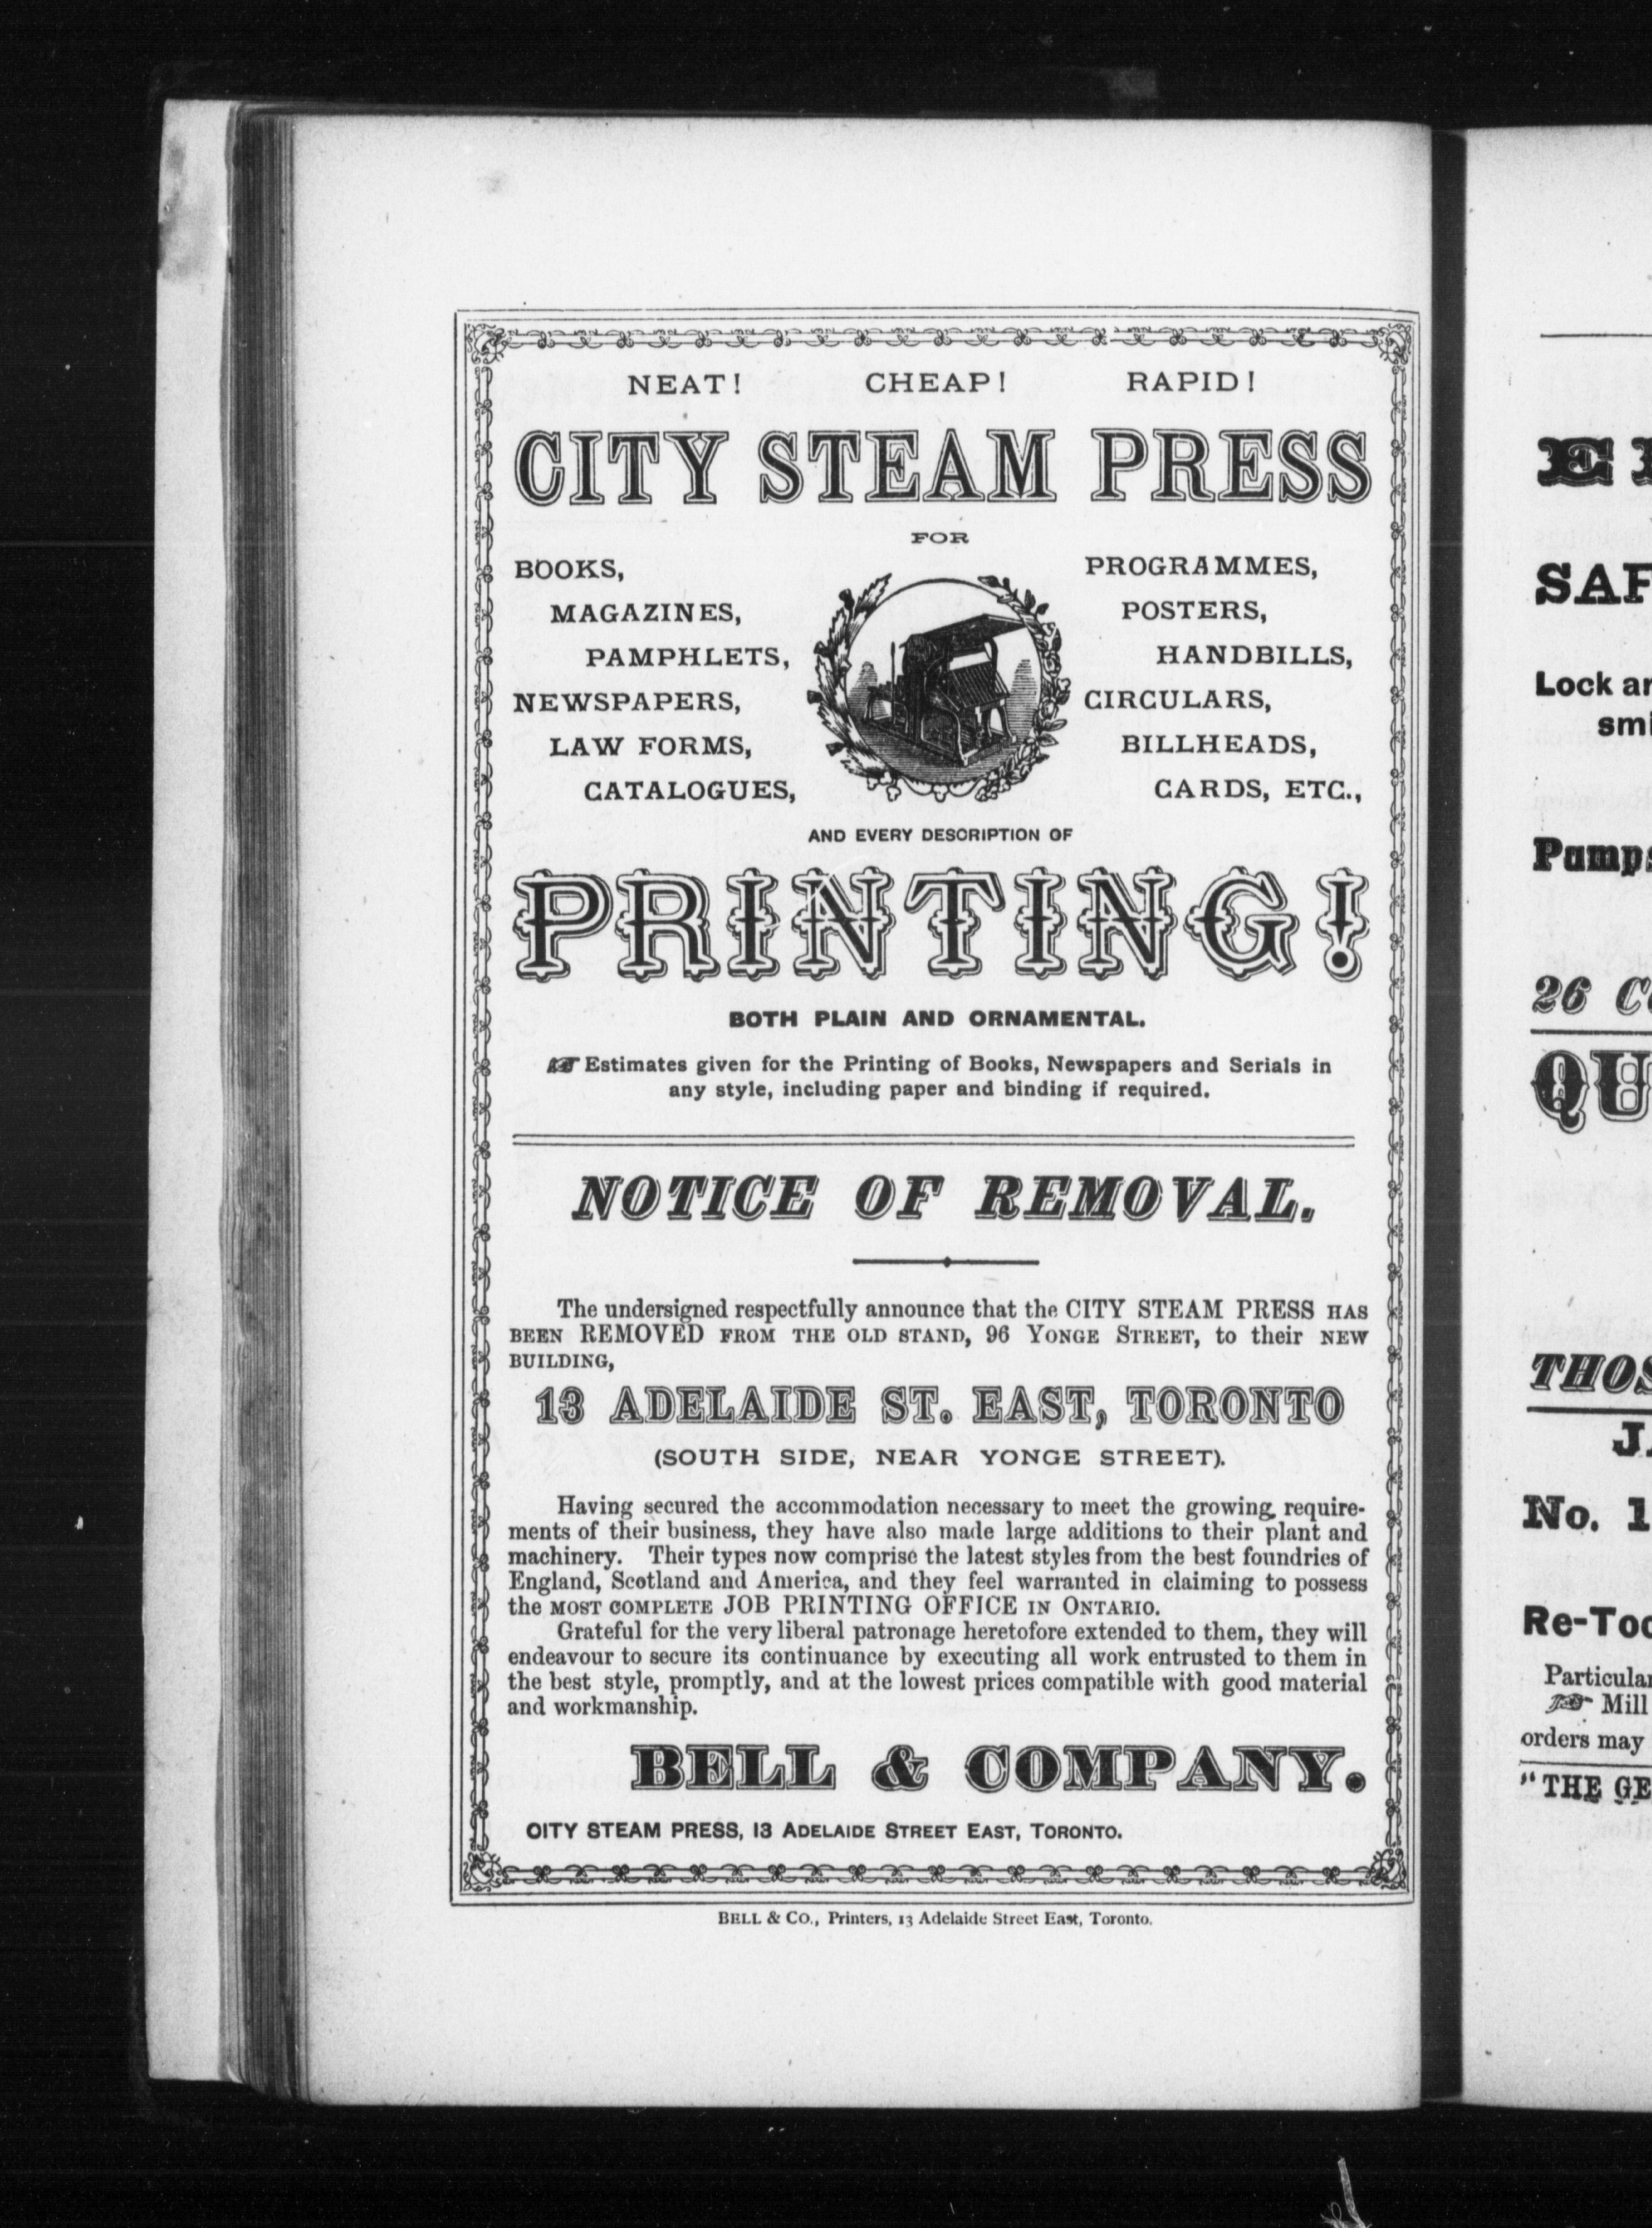 NEAT! CHEAP! RAPID!
CITY STEAM PRESS
FOR
BOOKS,
MAGAZINES,
PAMPHLETS,
NEWSPAPERS,
LAW FORMS,
CATALOGUES,
PROGRAMMES,
POSTERS,
HANDBILLS,
CIRCULARS,
BILLHEADS,
CARDS, ETC.,
AND EVERY DESCRIPTION OF
PRINTING!
BOTH PLAIN AND ORNAMENTAL.
☞ Estimates given for the Printing of Books, Newspapers and Serials in
any style, including paper and binding if required.
NOTICE OF REMOVAL.
The undersigned respectfully announce that the CITY STEAM PRESS HAS
BEEN REMOVED FROM THE OLD STAND, 96 YONGE STREET, to their NEW
BUILDING,
13 ADELAIDE ST. EAST, TORONTO
(SOUTH SIDE, NEAR YONGE STREET).
Having secured the accommodation necessary to meet the growing require-
ments of their business, they have also made large additions to their plant and
machinery. Their types now comprise the latest styles from the best foundries of
England, Scotland and America, and they feel warranted in claiming to possess
the MOST COMPLETE JOB PRINTING OFFICE IN ONTARIO.
Grateful for the very liberal patronage heretofore extended to them, they will
endeavour to secure its continuance by executing all work entrusted to them in
the best style, promptly, and at the lowest prices compatible with good material
and workmanship.
BELL & COMPANY.
CITY STEAM PRESS, 13 ADELAIDE STREET EAST, TORONTO.
BELL & CO., Printers, 13 Adelaide Street East, Toronto.
Lock
26
No. 1
☞ Mill
orders may
"THE